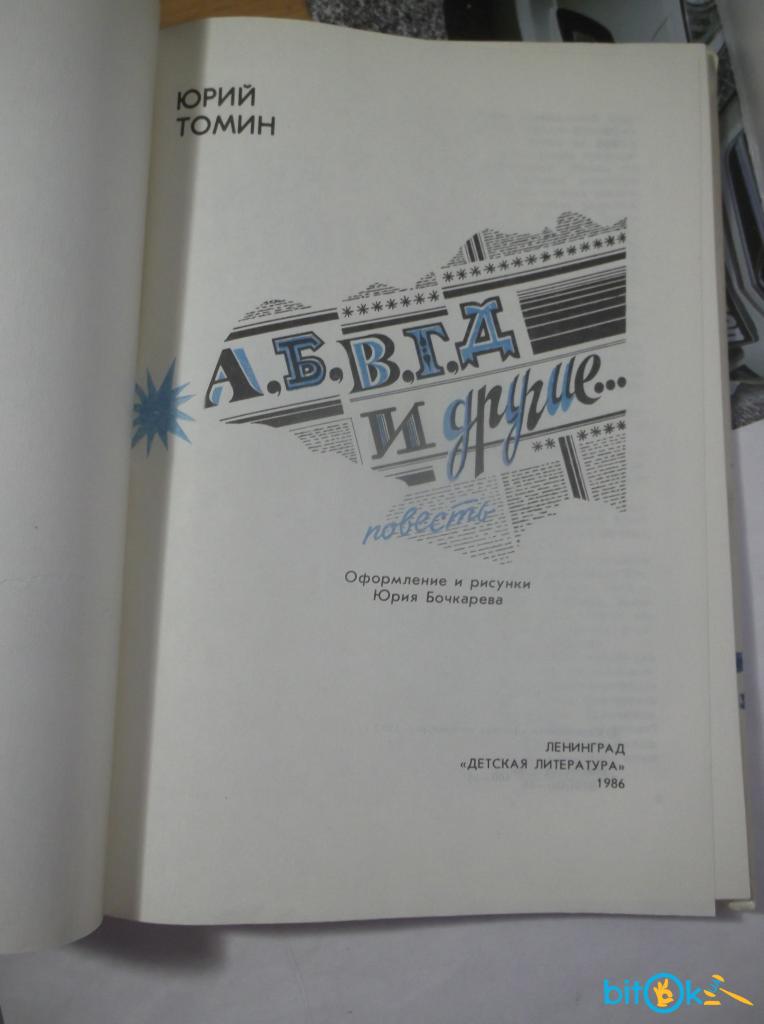 ЮРИЙ
ТОМИН
А.,Б.,В.,Г.,Д
И другие...
повесть
Оформление и рисунки
Юрия Бочкарева
ЛЕНИНГРАД
«ДЕТСКАЯ ЛИТЕРАТУРА»
1986
bitOk